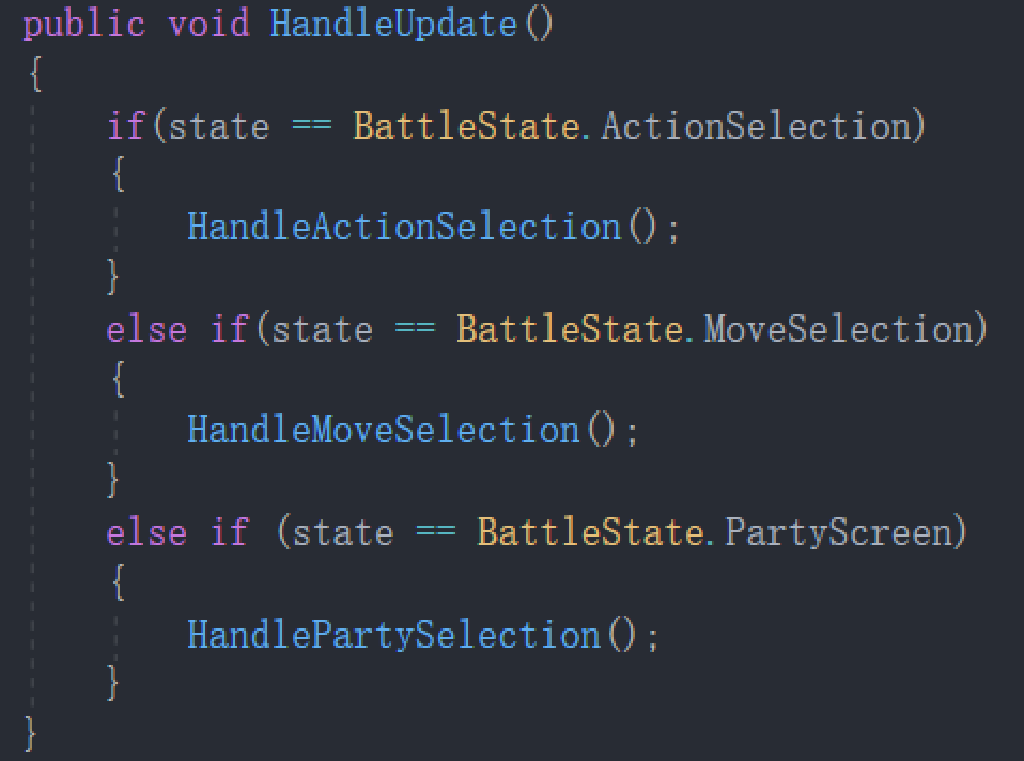 public void HandleUpdate()
{
    if(state == BattleState.ActionSelection)
    {
        HandleActionSelection();
    }
    else if(state == BattleState.MoveSelection)
    {
        HandleMoveSelection();
    }
    else if (state == BattleState.PartyScreen)
    {
        HandlePartySelection();
    }
}